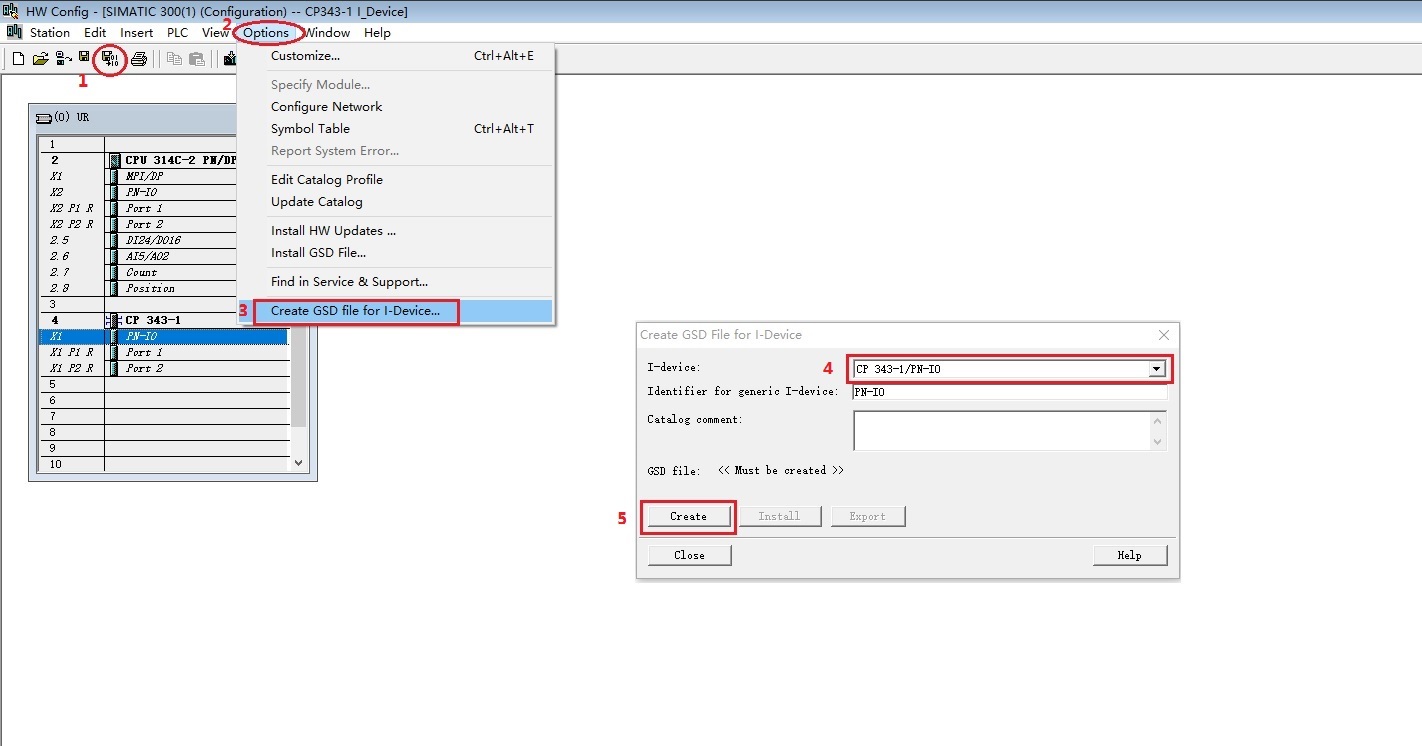 HW Config - [SIMATIC 300(1) (Configuration) -- CP343-1 I_Device]
Station Edit Insert PLC View Options Window Help
2
1
Customize... Ctrl+Alt+E
Specify Module...
Configure Network
Symbol Table Ctrl+Alt+T
Report System Error...
Edit Catalog Profile
Update Catalog
Install HW Updates ...
Install GSD File...
Find in Service & Support...
3 Create GSD file for I-Device...
(0) UR
1
2 CPU 314C-2 PN/DP
X1 MPI/DP
X2 PN-IO
X2 P1 R Port 1
X2 P2 R Port 2
2.5 DI24/DO16
2.6 AI5/AO2
2.7 Count
2.8 Position
3
4 CP 343-1
X1 PN-IO
X1 P1 R Port 1
X1 P2 R Port 2
5
6
7
8
9
10
Create GSD File for I-Device
I-device: 4 CP 343-1/PN-IO
Identifier for generic I-device: PN-IO
Catalog comment:
GSD file: << Must be created >>
5 Create Install Export
Close Help